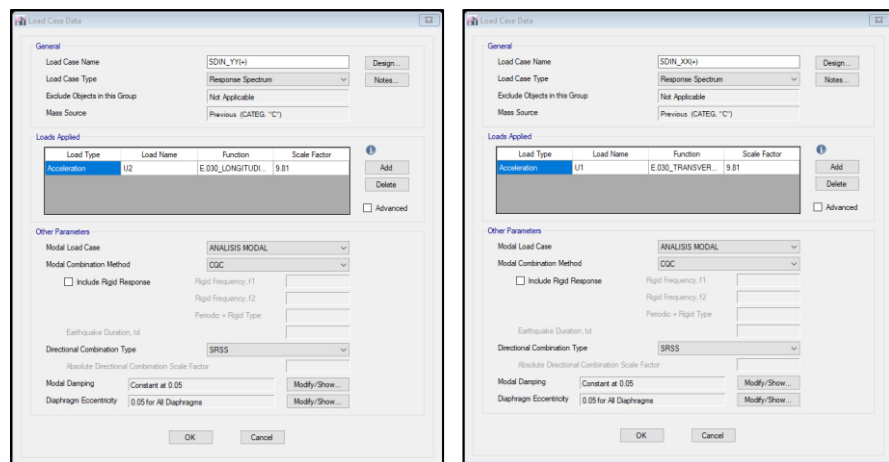 Load Case Data
General
Load Case Name SDIN_YY(+) Design...
Load Case Type Response Spectrum Notes...
Exclude Objects in this Group Not Applicable
Mass Source Previous (CATEG. "C")
Loads Applied
Load Type Load Name Function Scale Factor
Acceleration U2 E.030_LONGITUDI... 9.81 Add
Delete
Advanced
Other Parameters
Modal Load Case ANALISIS MODAL
Modal Combination Method CQC
Include Rigid Response Rigid Frequency, f1
Rigid Frequency, f2
Periodic + Rigid Type
Earthquake Duration, td
Directional Combination Type SRSS
Absolute Directional Combination Scale Factor
Modal Damping Constant at 0.05 Modify/Show...
Diaphragm Eccentricity 0.05 for All Diaphragms Modify/Show...
OK Cancel
Load Case Data
General
Load Case Name SDIN_XX(+) Design...
Load Case Type Response Spectrum Notes...
Exclude Objects in this Group Not Applicable
Mass Source Previous (CATEG. "C")
Loads Applied
Load Type Load Name Function Scale Factor
Acceleration U1 E.030_TRANSVER... 9.81 Add
Delete
Advanced
Other Parameters
Modal Load Case ANALISIS MODAL
Modal Combination Method CQC
Include Rigid Response Rigid Frequency, f1
Rigid Frequency, f2
Periodic + Rigid Type
Earthquake Duration, td
Directional Combination Type SRSS
Absolute Directional Combination Scale Factor
Modal Damping Constant at 0.05 Modify/Show...
Diaphragm Eccentricity 0.05 for All Diaphragms Modify/Show...
OK Cancel